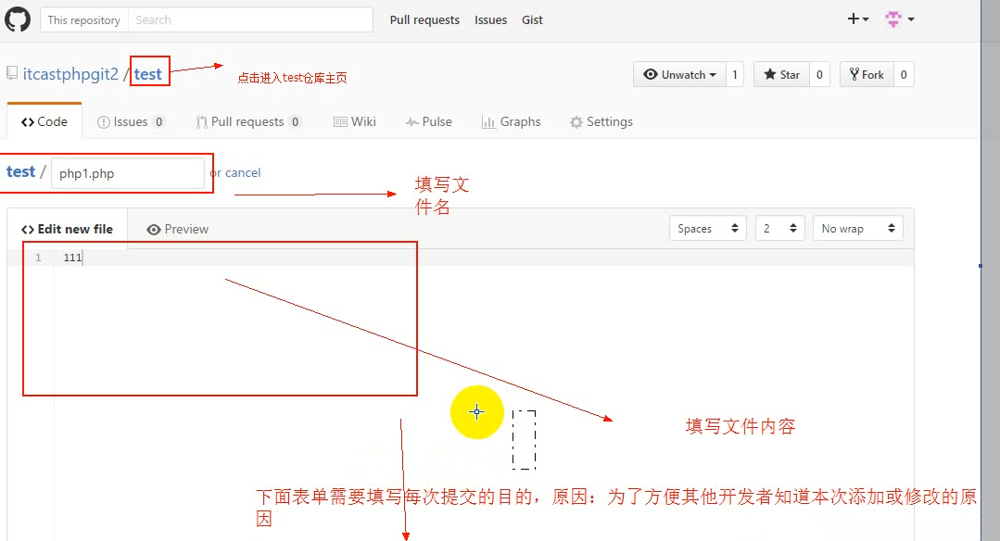 This repository Search Pull requests Issues Gist
itcastphpgit2 / test
点击进入test仓库主页
Unwatch 1 Star 0 Fork 0
Code Issues 0 Pull requests 0 Wiki Pulse Graphs Settings
test / php1.php or cancel
填写文
件名
Edit new file Preview Spaces 2 No wrap
1 111
填写文件内容
下面表单需要填写每次提交的目的，原因：为了方便其他开发者知道本次添加或修改的原
因